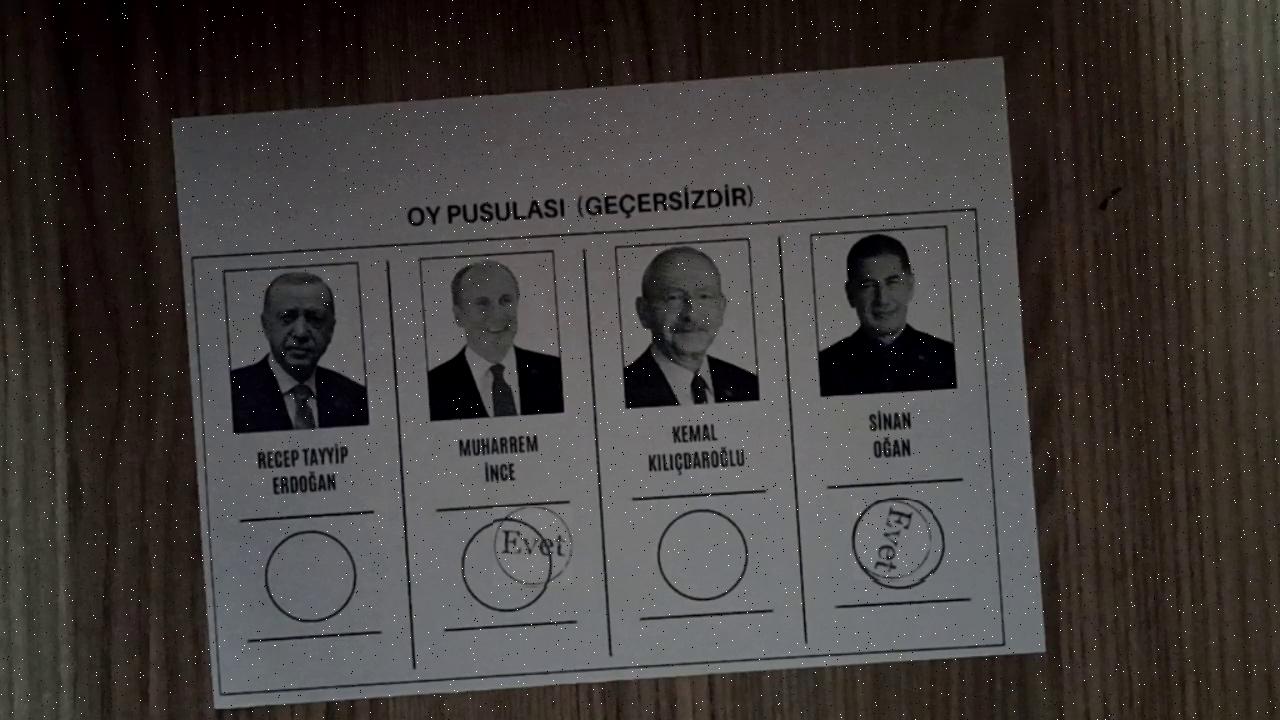 OY PUSULASI (GEÇERSİZDİR)
RECEP TAYYİP
ERDOĞAN
MUHARREM
İNCE
KEMAL
KILIÇDAROĞLU
SİNAN
OĞAN
Evet
Evet